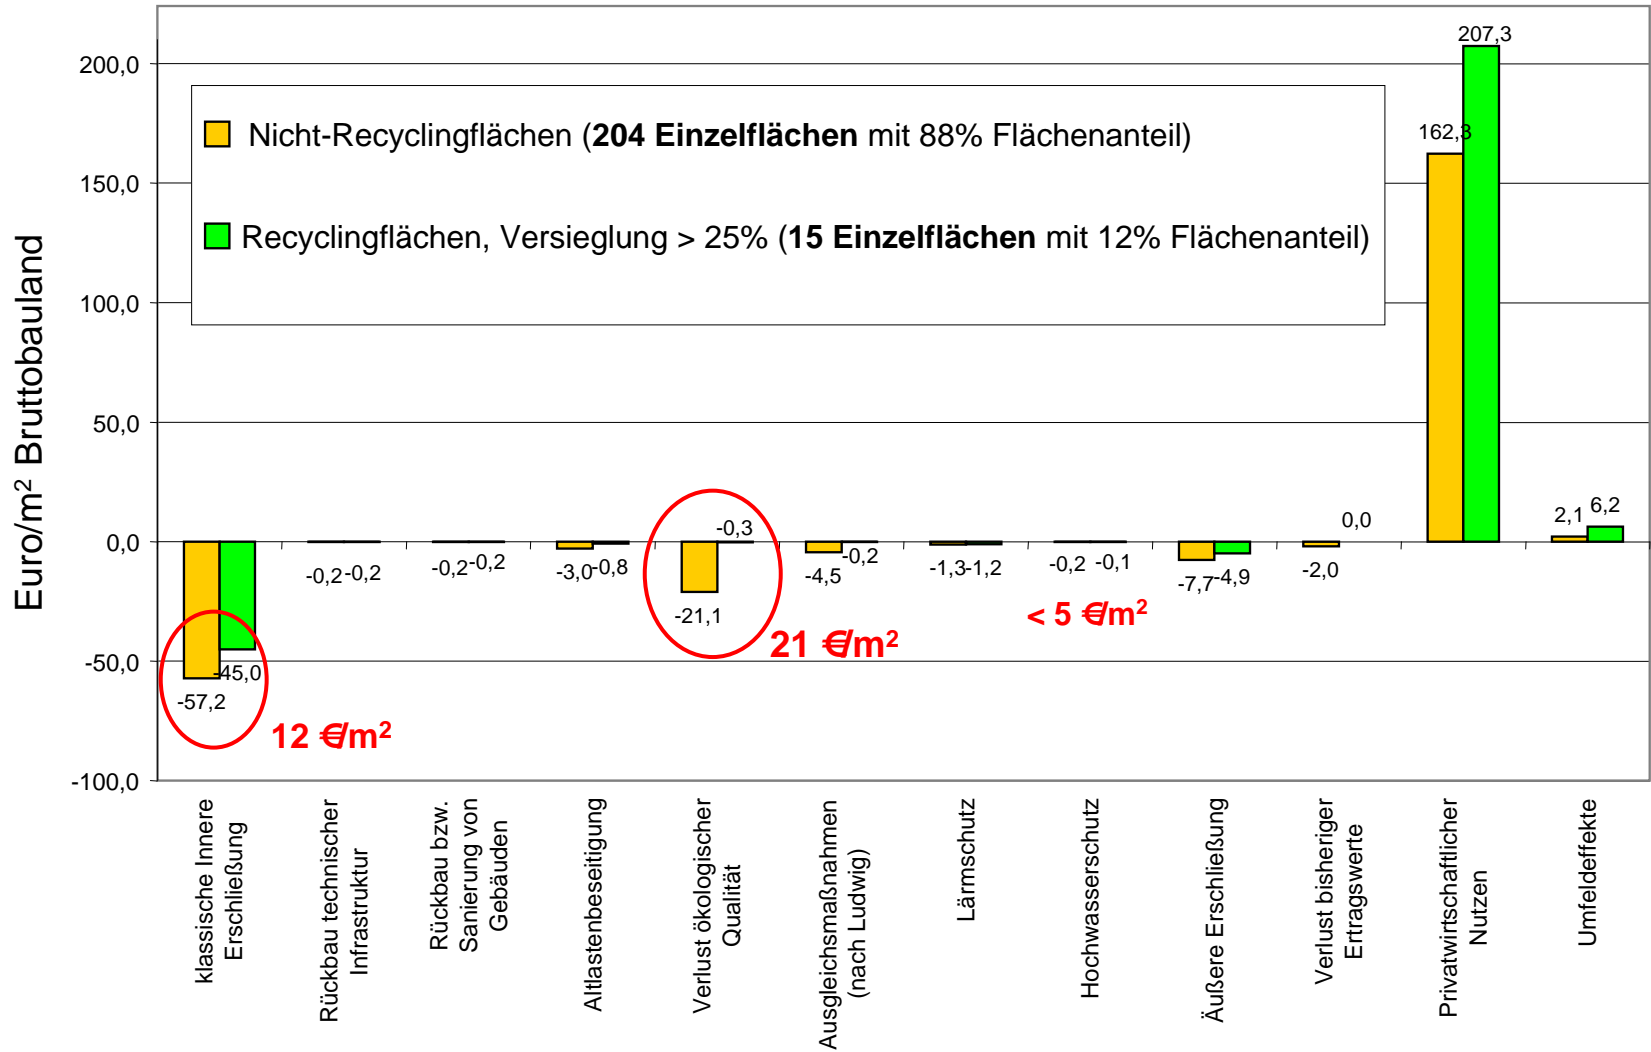 207,3
200,0
Nicht-Recyclingflächen (204 Einzelflächen mit 88% Flächenanteil)
162,3
150,0
Recyclingflächen, Versieglung > 25% (15 Einzelflächen mit 12% Flächenanteil)
100,0
50,0
Euro/m² Bruttobauland
0,0
-50,0
-100,0
-57,2
-45,0
12 €/m²
-0,2
-0,2
-0,2
-0,2
-3,0
-0,8
-21,1
-0,3
21 €/m²
-4,5
-0,2
-1,3
-1,2
-0,2
-0,1
< 5 €/m²
-7,7
-4,9
-2,0
0,0
2,1
6,2
klassische Innere
Erschließung
Rückbau technischer
Infrastruktur
Rückbau bzw.
Sanierung von
Gebäuden
Altlastenbeseitigung
Verlust ökologischer
Qualität
Ausgleichsmaßnahmen
(nach Ludwig)
Lärmschutz
Hochwasserschutz
Äußere Erschließung
Verlust bisheriger
Ertragswerte
Privatwirtschaftlicher
Nutzen
Umfeldeffekte